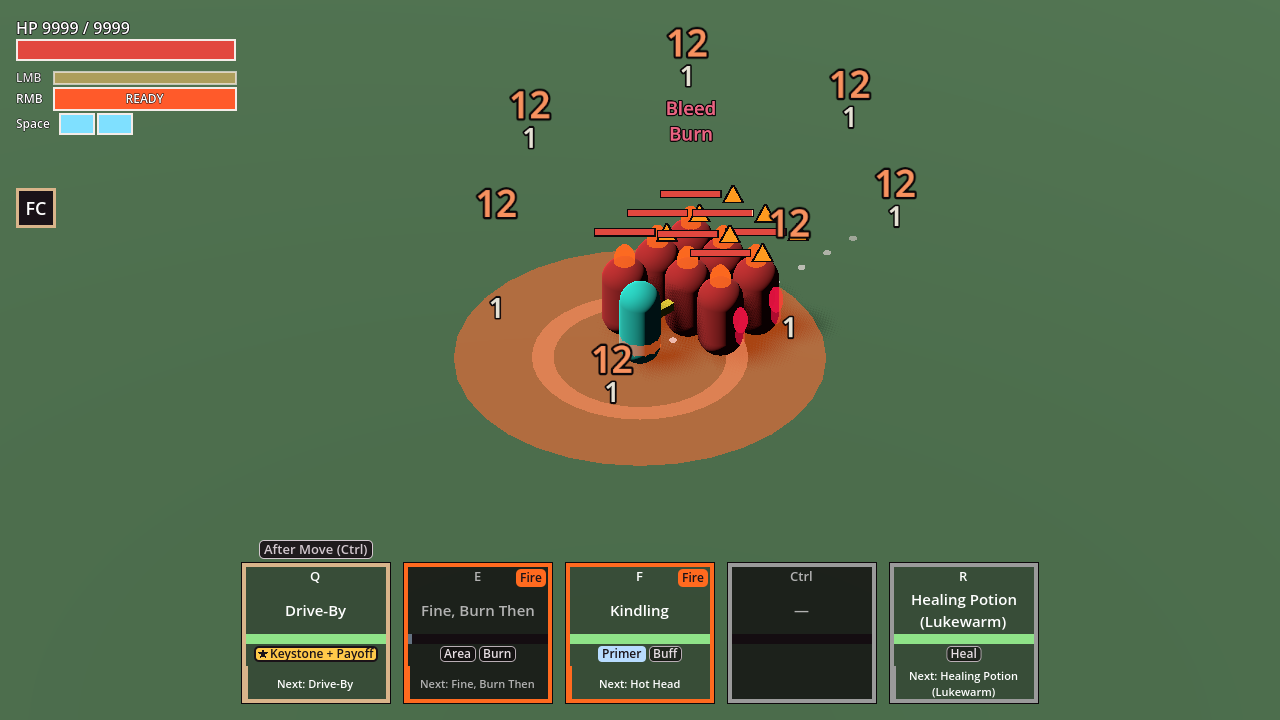 HP 9999 / 9999
LMB
RMB READY
Space
FC
12
1
Bleed
Burn
12
1
12
1
12
1
12
12
1
1
12
1
After Move (Ctrl)
Q
Drive-By
★ Keystone + Payoff
Next: Drive-By
E Fire
Fine, Burn Then
Area Burn
Next: Fine, Burn Then
F Fire
Kindling
Primer Buff
Next: Hot Head
Ctrl
—
R
Healing Potion
(Lukewarm)
Heal
Next: Healing Potion
(Lukewarm)